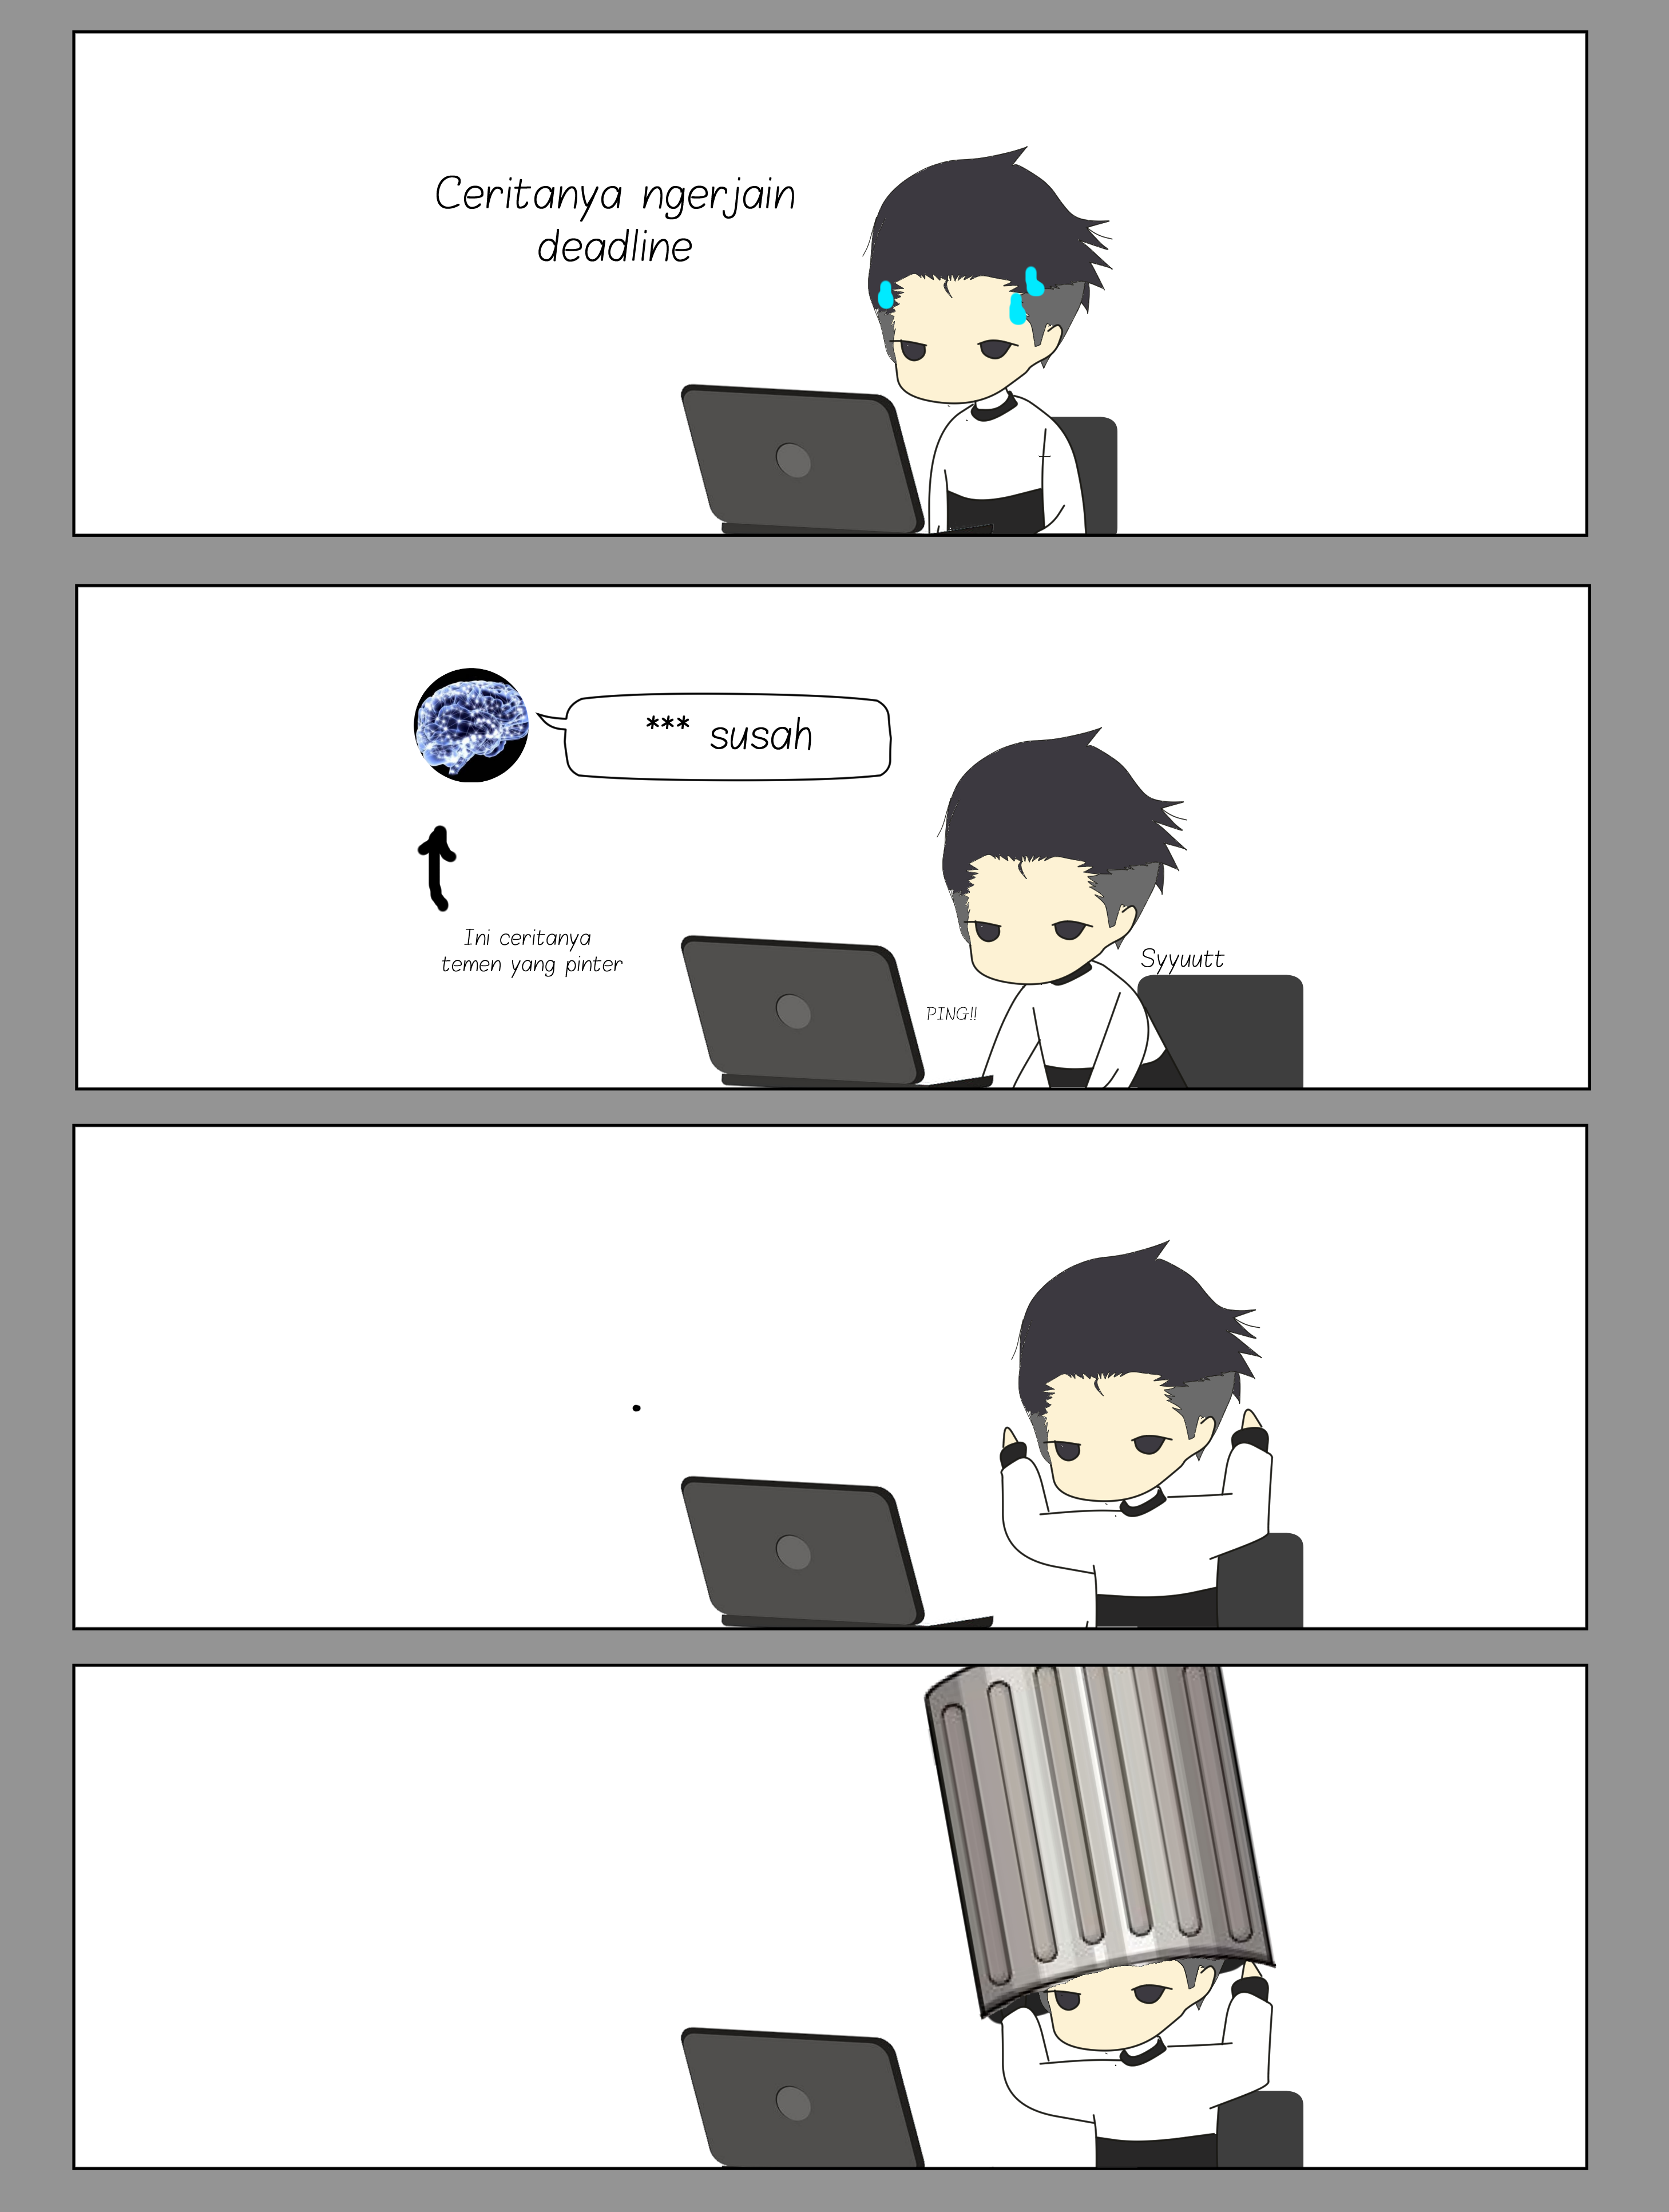 Ceritanya ngerjain
deadline
*** susah
Ini ceritanya
temen yang pinter
Syyuutt
PING!!